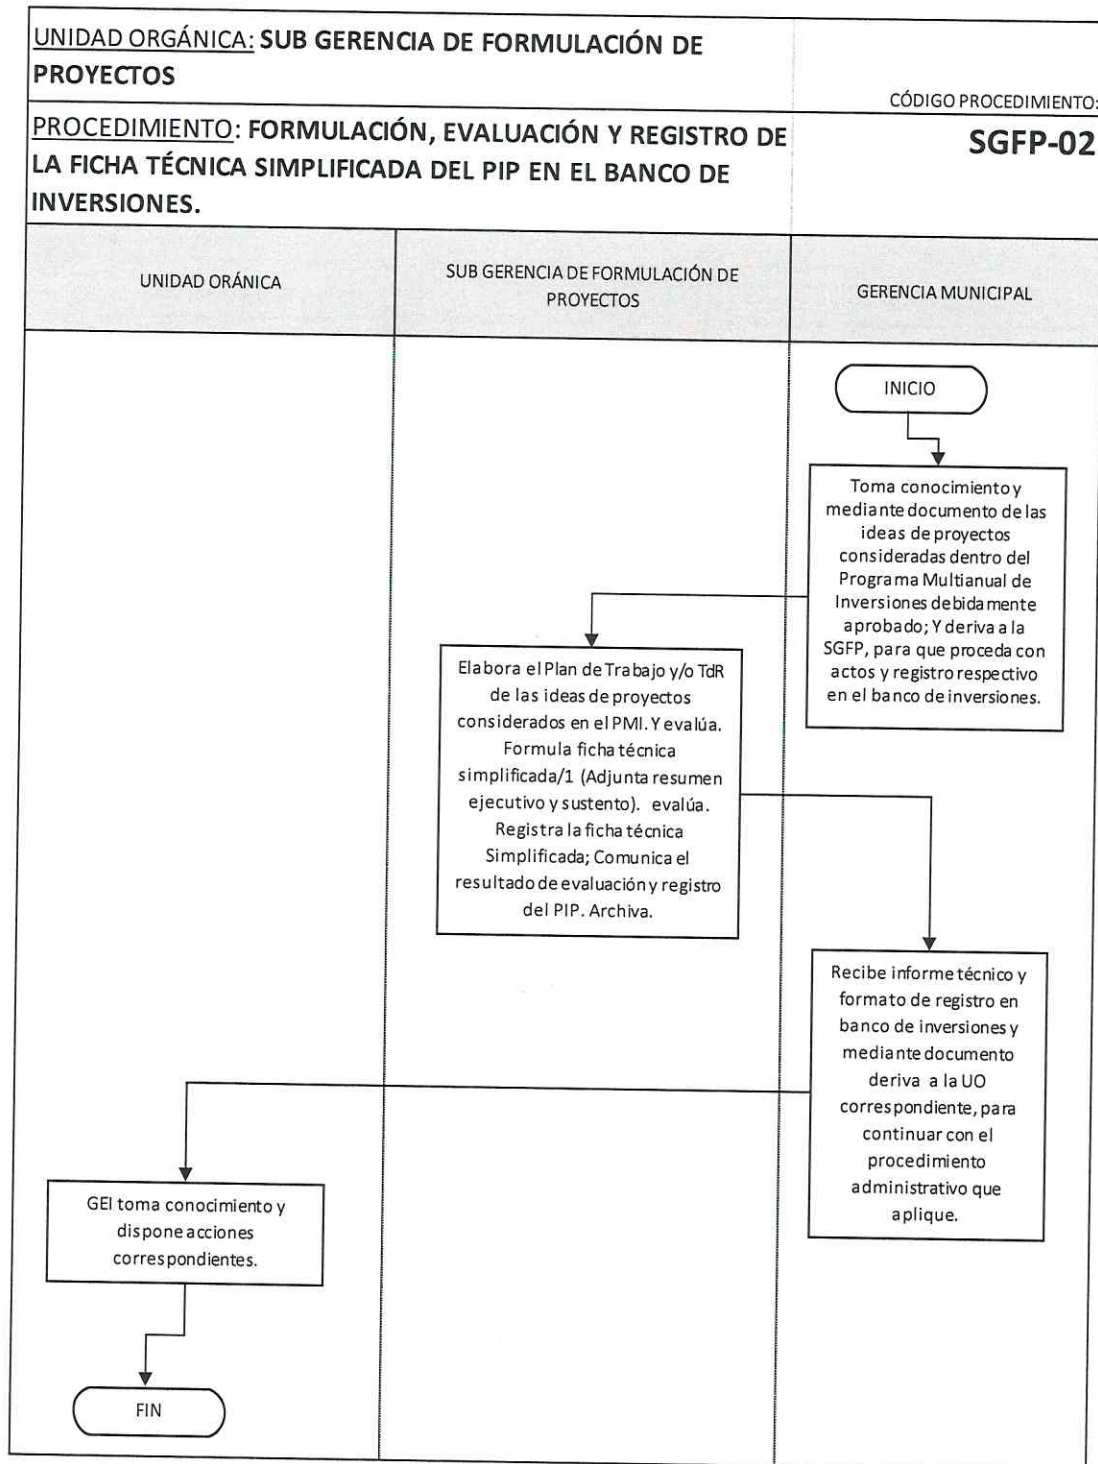 UNIDAD ORGÁNICA: SUB GERENCIA DE FORMULACIÓN DE
PROYECTOS
CÓDIGO PROCEDIMIENTO:
PROCEDIMIENTO: FORMULACIÓN, EVALUACIÓN Y REGISTRO DE
LA FICHA TÉCNICA SIMPLIFICADA DEL PIP EN EL BANCO DE
INVERSIONES.
SGFP-02
UNIDAD ORÁNICA
SUB GERENCIA DE FORMULACIÓN DE
PROYECTOS
GERENCIA MUNICIPAL
INICIO
Toma conocimiento y
mediante documento de las
ideas de proyectos
consideradas dentro del
Programa Multianual de
Inversiones debidamente
aprobado; Y deriva a la
SGFP, para que proceda con
actos y registro respectivo
en el banco de inversiones.
Elabora el Plan de Trabajo y/o TdR
de las ideas de proyectos
considerados en el PMI. Y evalúa.
Formula ficha técnica
simplificada/1 (Adjunta resumen
ejecutivo y sustento). evalúa.
Registra la ficha técnica
Simplificada; Comunica el
resultado de evaluación y registro
del PIP. Archiva.
Recibe informe técnico y
formato de registro en
banco de inversiones y
mediante documento
deriva a la UO
correspondiente, para
continuar con el
procedimiento
administrativo que
aplique.
GEI toma conocimiento y
dispone acciones
correspondientes.
FIN